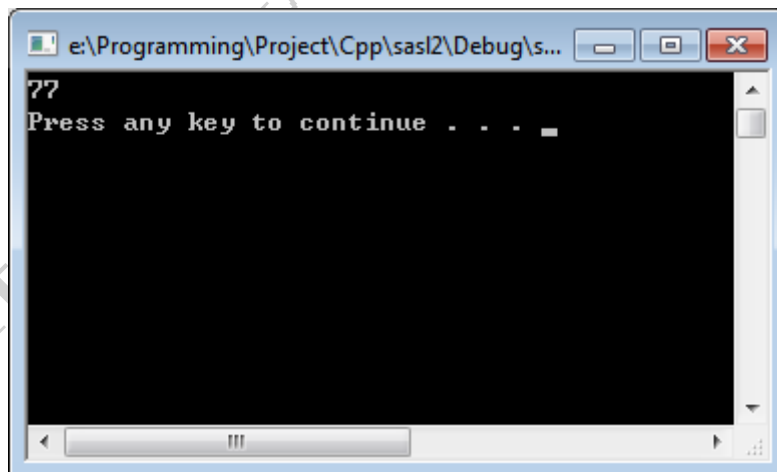 e:\Programming\Project\Cpp\sasl2\Debug\s...
77
Press any key to continue . . . _